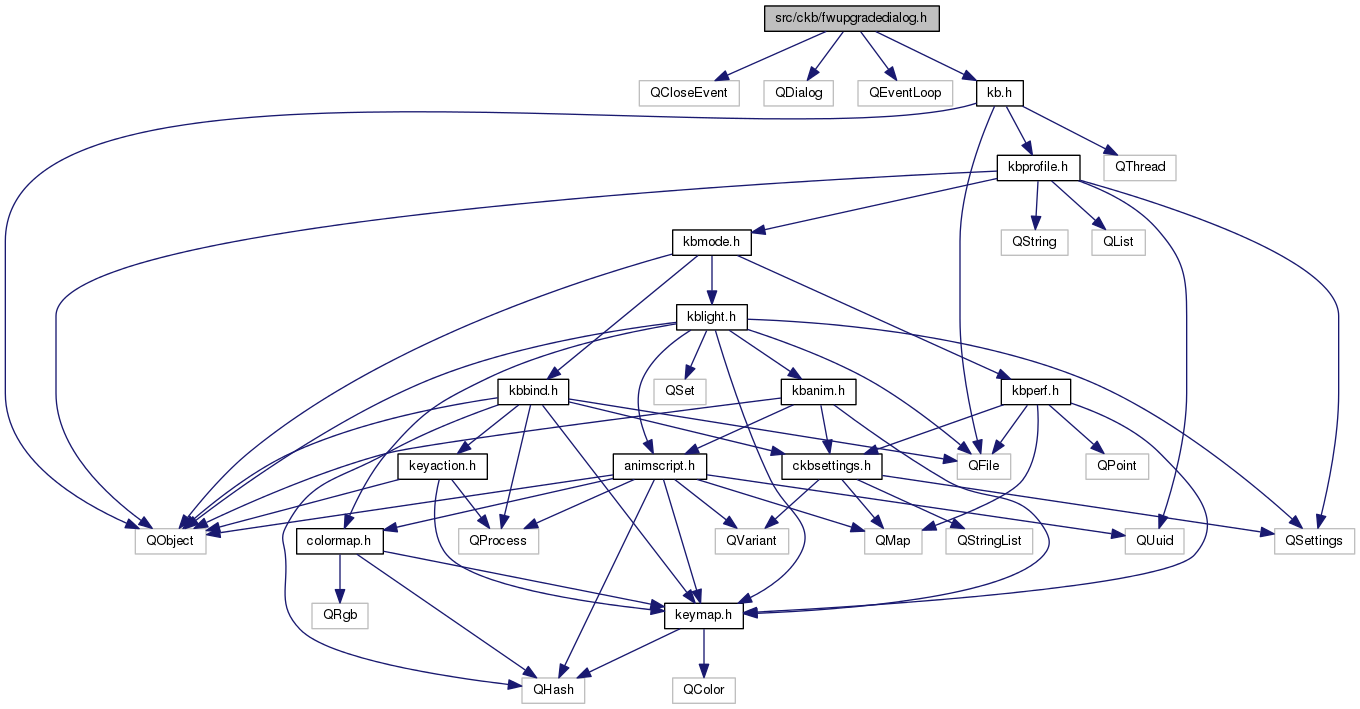 src/ckb/fwupgradedialog.h
QCloseEvent
QDialog
QEventLoop
kb.h
kbprofile.h
QThread
kbmode.h
QString
QList
kblight.h
kbbind.h
QSet
kbanim.h
kbperf.h
keyaction.h
animscript.h
ckbsettings.h
QFile
QPoint
QObject
colormap.h
QProcess
QVariant
QMap
QStringList
QUuid
QSettings
QRgb
keymap.h
QHash
QColor